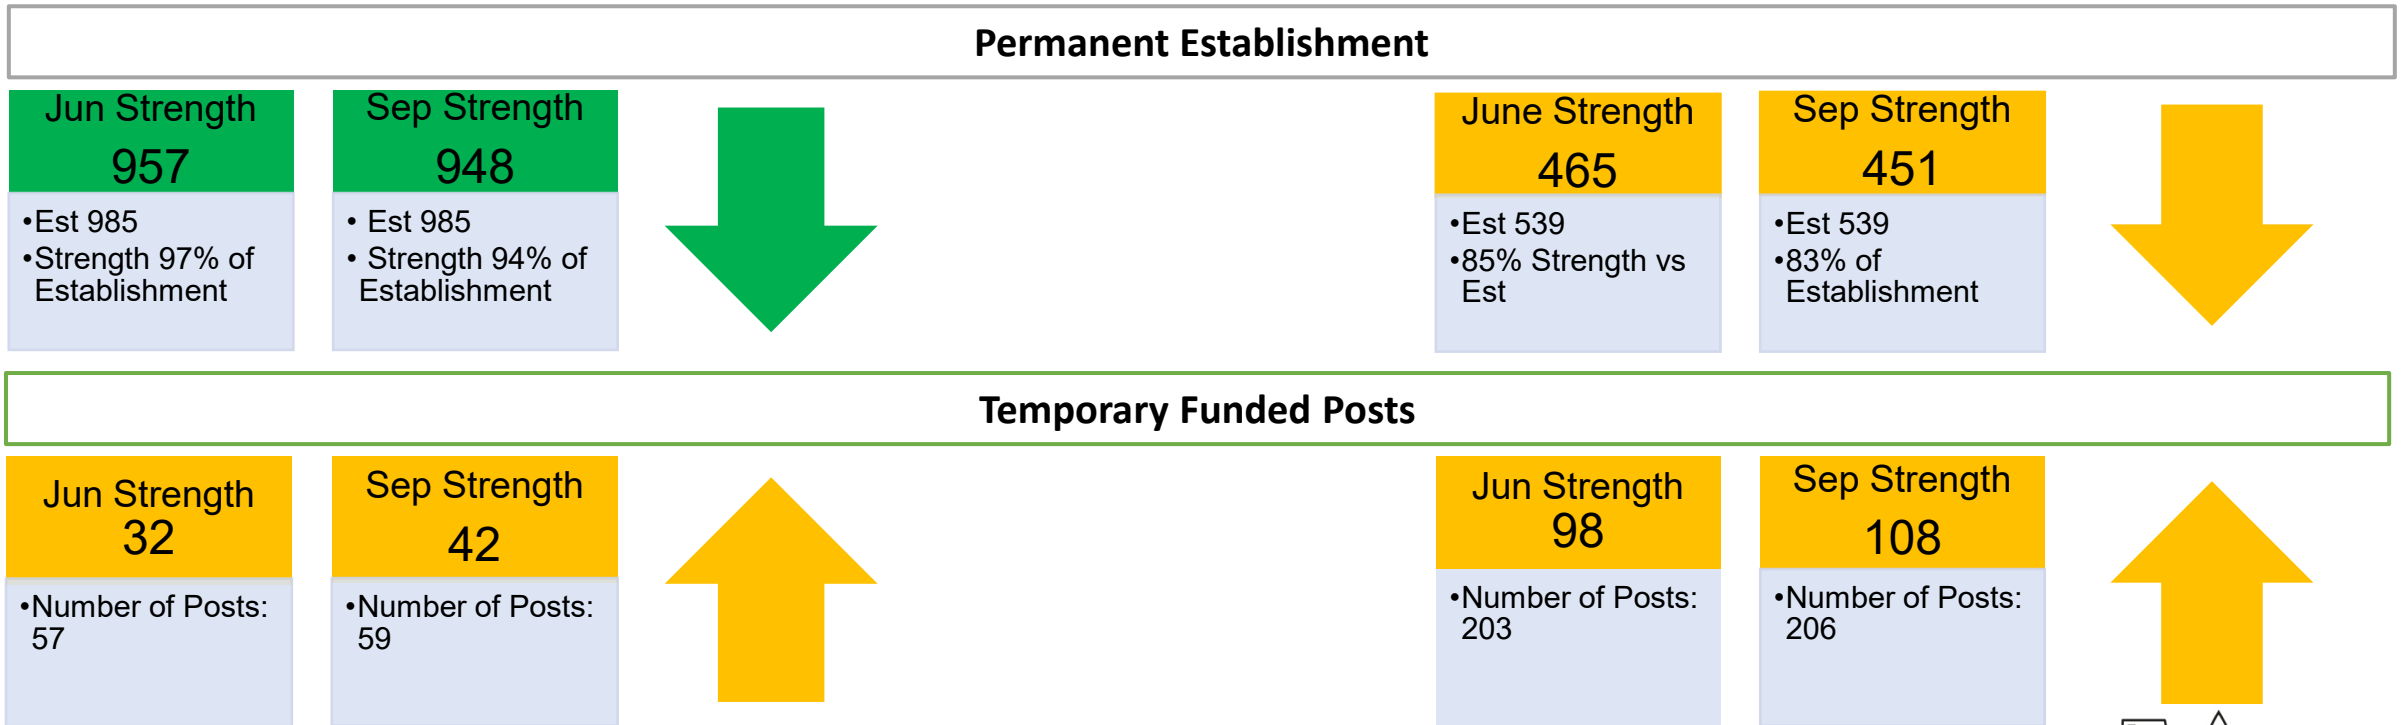 Permanent Establishment
Jun Strength
957
•Est 985
•Strength 97% of
Establishment
Sep Strength
948
• Est 985
• Strength 94% of
Establishment
June Strength
465
•Est 539
•85% Strength vs
Est
Sep Strength
451
•Est 539
•83% of
Establishment
Temporary Funded Posts
Jun Strength
32
•Number of Posts:
57
Sep Strength
42
•Number of Posts:
59
Jun Strength
98
•Number of Posts:
203
Sep Strength
108
•Number of Posts:
206